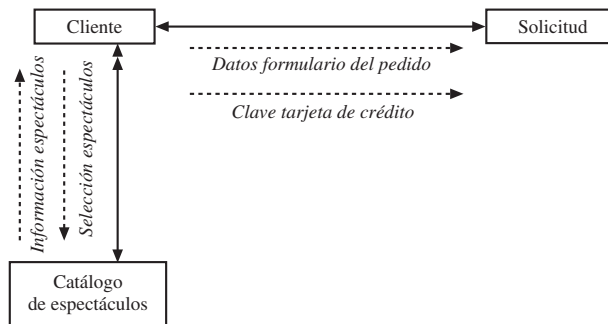 Cliente
Solicitud
Datos formulario del pedido
Clave tarjeta de crédito
Información espectáculos
Selección espectáculos
Catálogo
de espectáculos